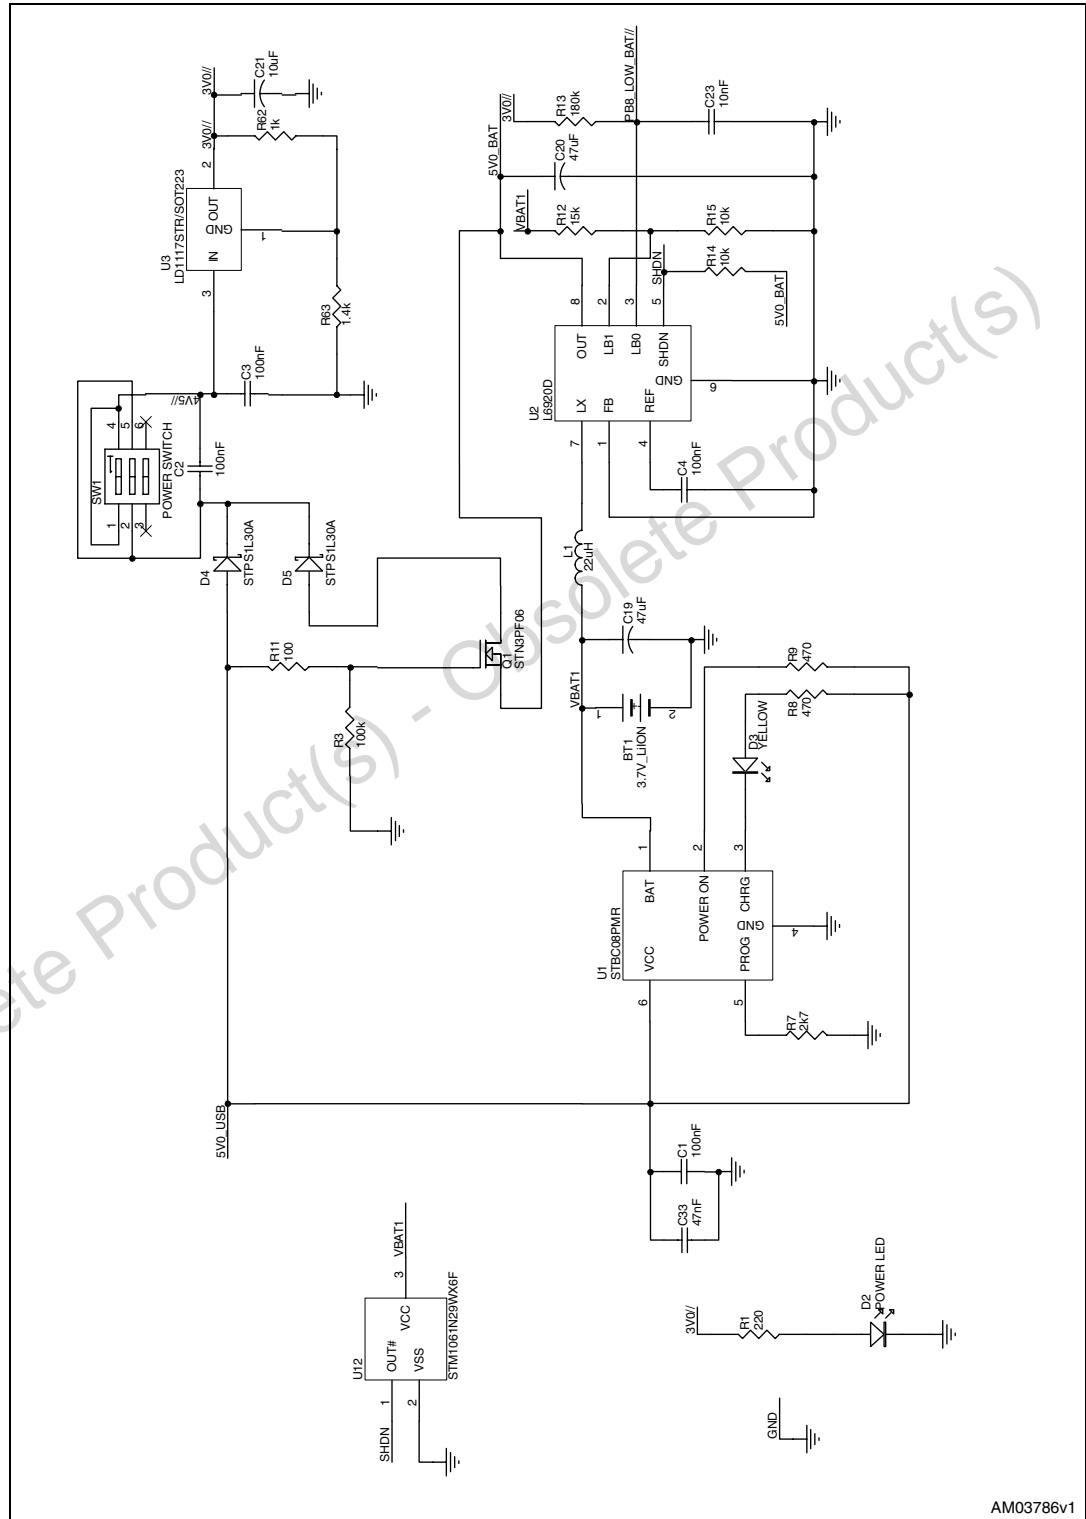 3V0//
C21
10uF
3V0//
R62
1k
2
OUT
GND
1
IN
3
U3
LD1117STR/SOT223
R63
1.4k
C3
100nF
4V5//
4
5
6
1
2
3
SW1
POWER SWITCH
C2
100nF
D4
STPS1L30A
D5
STPS1L30A
R11
100
R3
100k
Q1
STN3PF06
5V0_USB
5V0_BAT
3V0//
R13
180k
PB8_LOW_BAT//
C23
10nF
C20
47uF
VBAT1
R12
15k
R15
10k
SHDN
R14
10k
5V0_BAT
8
2
3
5
OUT
LB1
LB0
SHDN
GND
6
LX
FB
REF
U2
L6920D
7
1
4
C4
100nF
L1
22uH
C19
47uF
VBAT1
1
2
BT1
3.7V_LiION
R9
470
R8
470
D3
YELLOW
1
2
3
BAT
POWER ON
CHRG
GND
4
VCC
PROG
U1
STBC08PMR
6
5
R7
2k7
C1
100nF
C33
47nF
VBAT1
3
VCC
OUT#
VSS
U12
STM1061N29WX6F
1
2
SHDN
3V0//
R1
220
D2
POWER LED
GND
Obsolete Product(s) - Obsolete Product(s)
AM03786v1